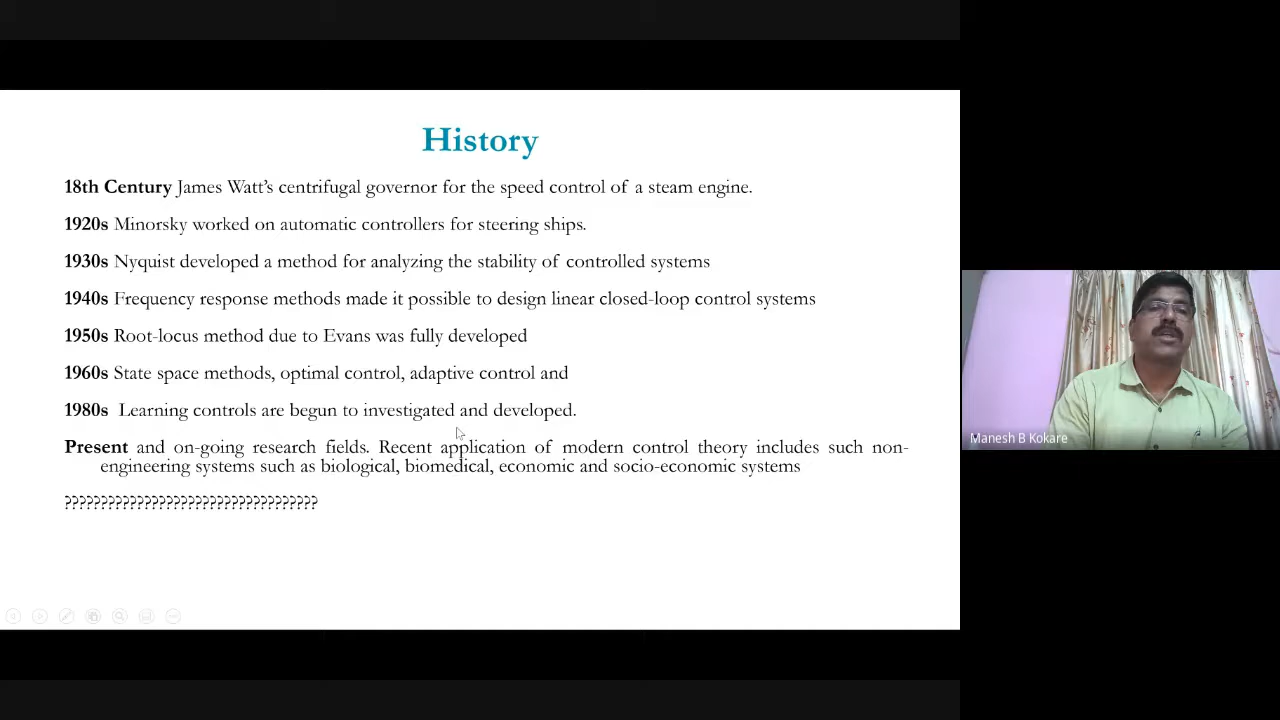 History
18th Century James Watt's centrifugal governor for the speed control of a steam engine.
1920s Minorsky worked on automatic controllers for steering ships.
1930s Nyquist developed a method for analyzing the stability of controlled systems
1940s Frequency response methods made it possible to design linear closed-loop control systems
1950s Root-locus method due to Evans was fully developed
1960s State space methods, optimal control, adaptive control and
1980s Learning controls are begun to investigated and developed.
Present and on-going research fields. Recent application of modern control theory includes such non-
engineering systems such as biological, biomedical, economic and socio-economic systems
???????????????????????????????????
Manesh B Kokare